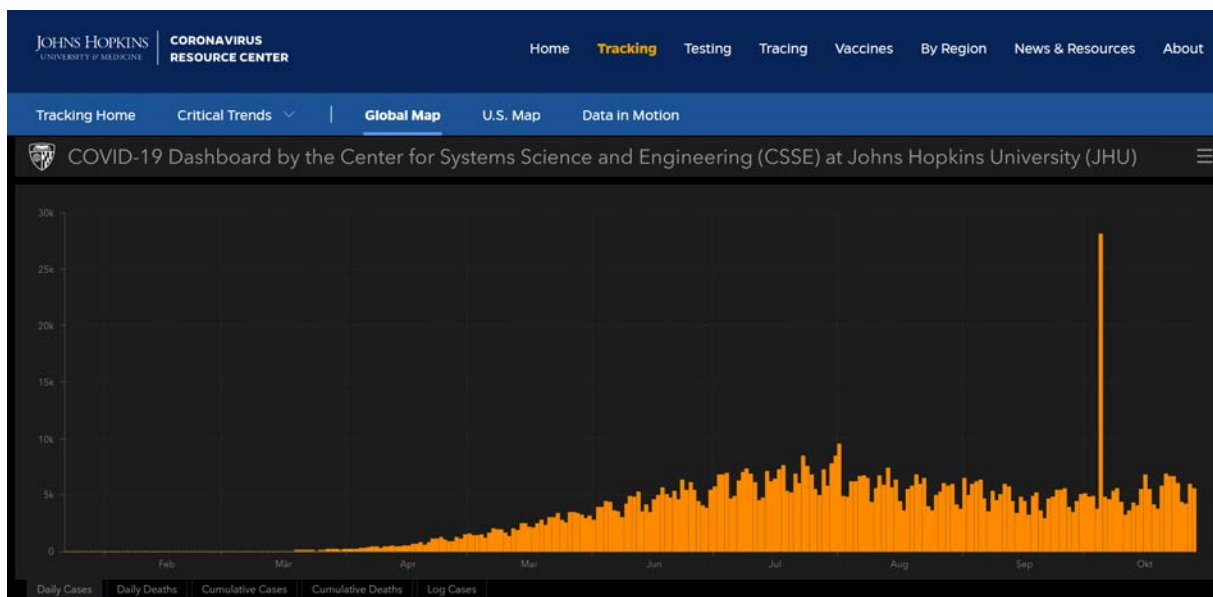 JOHNS HOPKINS
UNIVERSITY & MEDICINE
CORONAVIRUS
RESOURCE CENTER
Home Tracking Testing Tracing Vaccines By Region News & Resources About
Tracking Home Critical Trends Global Map U.S. Map Data in Motion
COVID-19 Dashboard by the Center for Systems Science and Engineering (CSSE) at Johns Hopkins University (JHU)
30k
25k
20k
15k
10k
5k
0
Feb Mär Apr Mai Jun Jul Aug Sep Okt
Daily Cases Daily Deaths Cumulative Cases Cumulative Deaths Log Cases